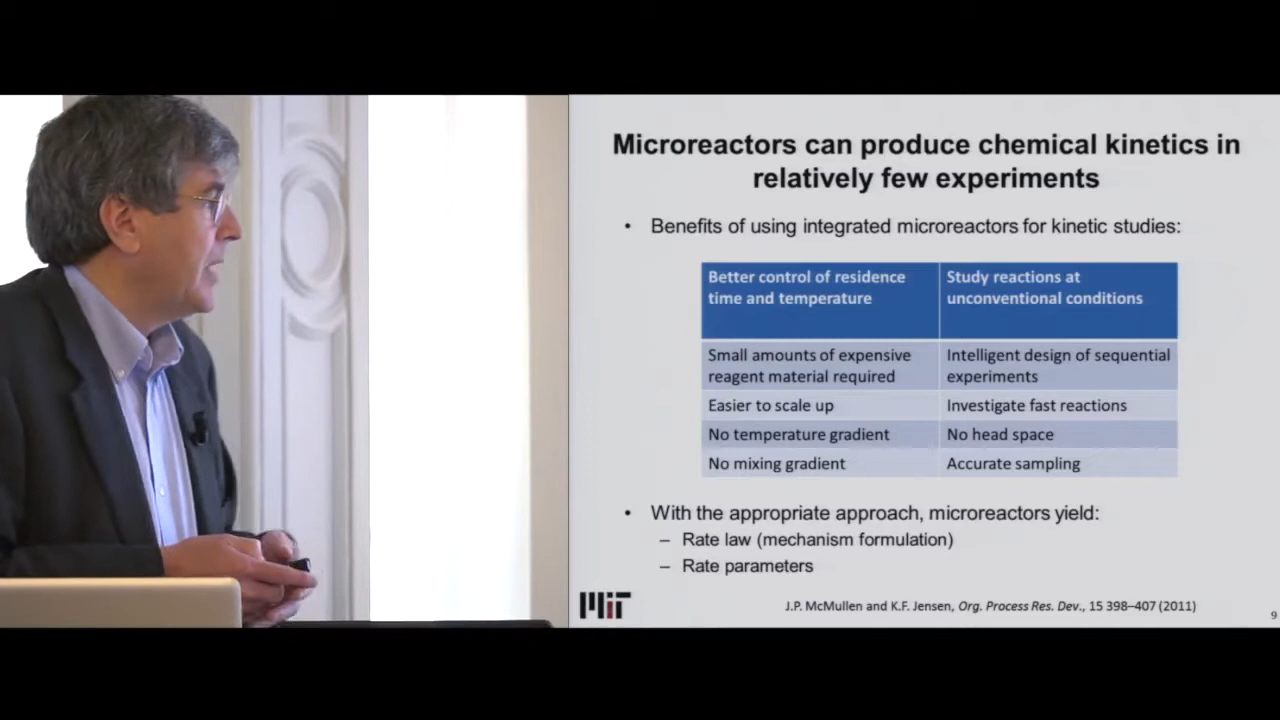 Microreactors can produce chemical kinetics in
relatively few experiments
• Benefits of using integrated microreactors for kinetic studies:
Better control of residence
time and temperature
Study reactions at
unconventional conditions
Small amounts of expensive
reagent material required
Intelligent design of sequential
experiments
Easier to scale up
Investigate fast reactions
No temperature gradient
No head space
No mixing gradient
Accurate sampling
• With the appropriate approach, microreactors yield:
– Rate law (mechanism formulation)
– Rate parameters
MIT
J.P. McMullen and K.F. Jensen, Org. Process Res. Dev., 15 398–407 (2011)
9